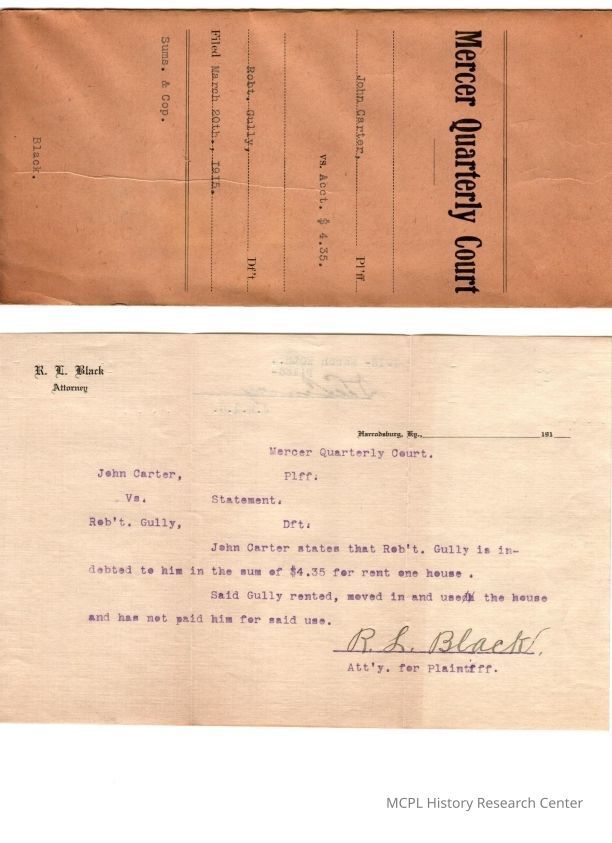 Mercer Quarterly Court
John Carter, Pl'ff
vs. Acct. $ 4.35.
Robt. Gully, Df't
Filed March 20th., 1915.
Sums. & Cop.
Black.
R. L. Black
Attorney
Harrodsburg, Ky., 191
Mercer Quarterly Court.
John Carter, Plff:
Vs. Statement.
Rob't. Gully, Dft:
John Carter states that Rob't. Gully is in-
debted to him in the sum of $4.35 for rent one house .
Said Gully rented, moved in and used the house
and has not paid him for said use.
R. L. Black
Att'y. for Plaintfff.
MCPL History Research Center